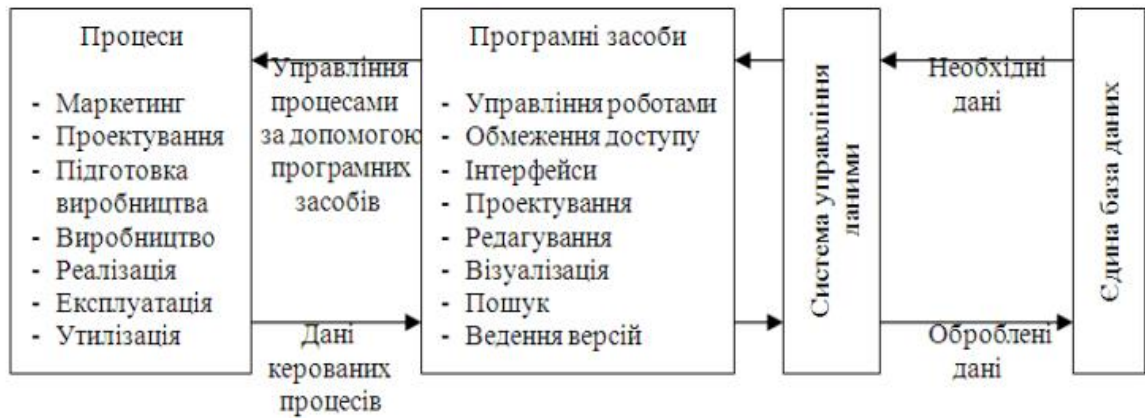 Процеси
- Маркетинг
- Проектування
- Підготовка
виробництва
- Виробництво
- Реалізація
- Експлуатація
- Утилізація
Управління
процесами
за допомогою
програмних
засобів
Дані
керованих
процесів
Програмні засоби
- Управління роботами
- Обмеження доступу
- Інтерфейси
- Проектування
- Редагування
- Візуалізація
- Пошук
- Ведення версій
Система управління
даними
Необхідні
дані
Оброблені
дані
Єдина база даних